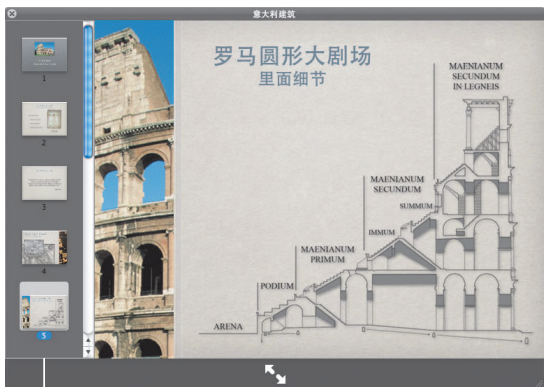 意大利建筑
罗马圆形大剧场
里面细节
MAENIANUM
SECUNDUM
IN LEGNEIS
MAENIANUM
SECUNDUM
SUMMUM
IMMUM
MAENIANUM
PRIMUM
PODIUM
ARENA
1
2
3
4
5